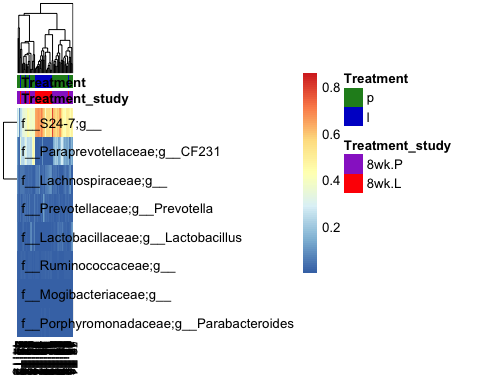 Treatment
Treatment_study
f__S24-7;g__
f__Paraprevotellaceae;g__CF231
f__Lachnospiraceae;g__
f__Prevotellaceae;g__Prevotella
f__Lactobacillaceae;g__Lactobacillus
f__Ruminococcaceae;g__
f__Mogibacteriaceae;g__
f__Porphyromonadaceae;g__Parabacteroides
0.8
0.6
0.4
0.2
Treatment
p
l
Treatment_study
8wk.P
8wk.L